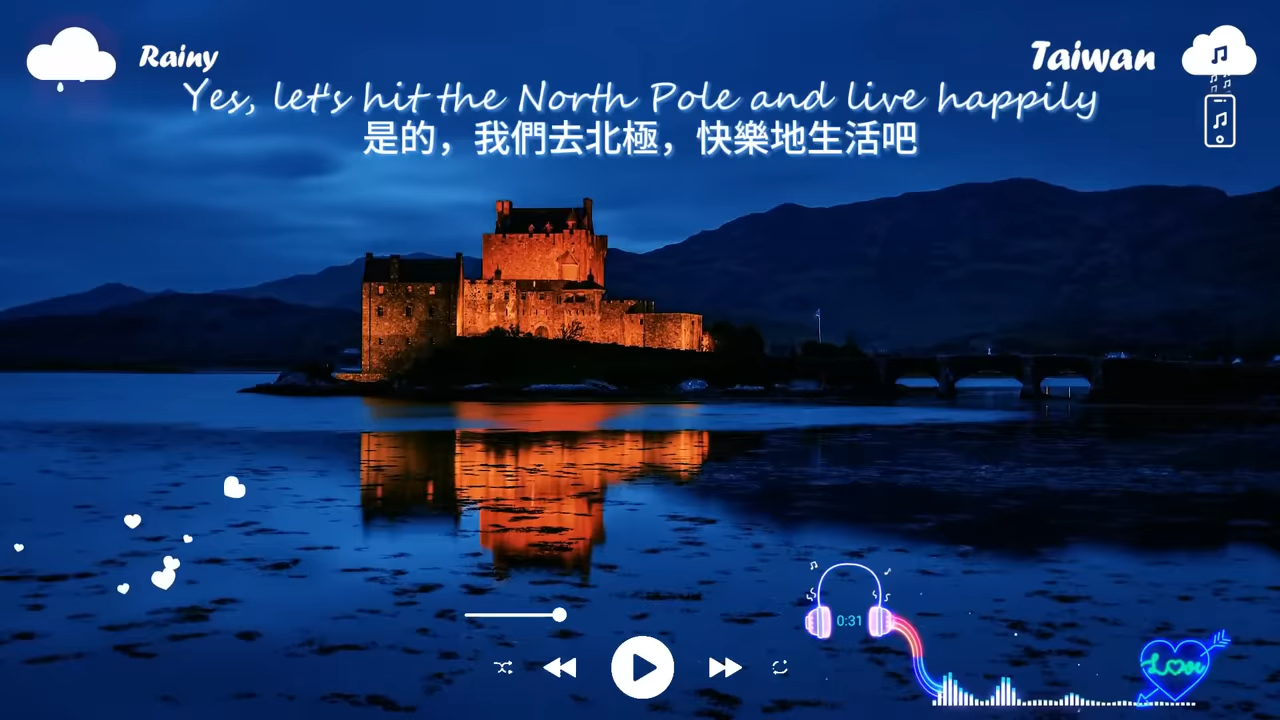 Rainy
Taiwan
Yes, let's hit the North Pole and live happily
是的，我們去北極，快樂地生活吧
0:31
Love